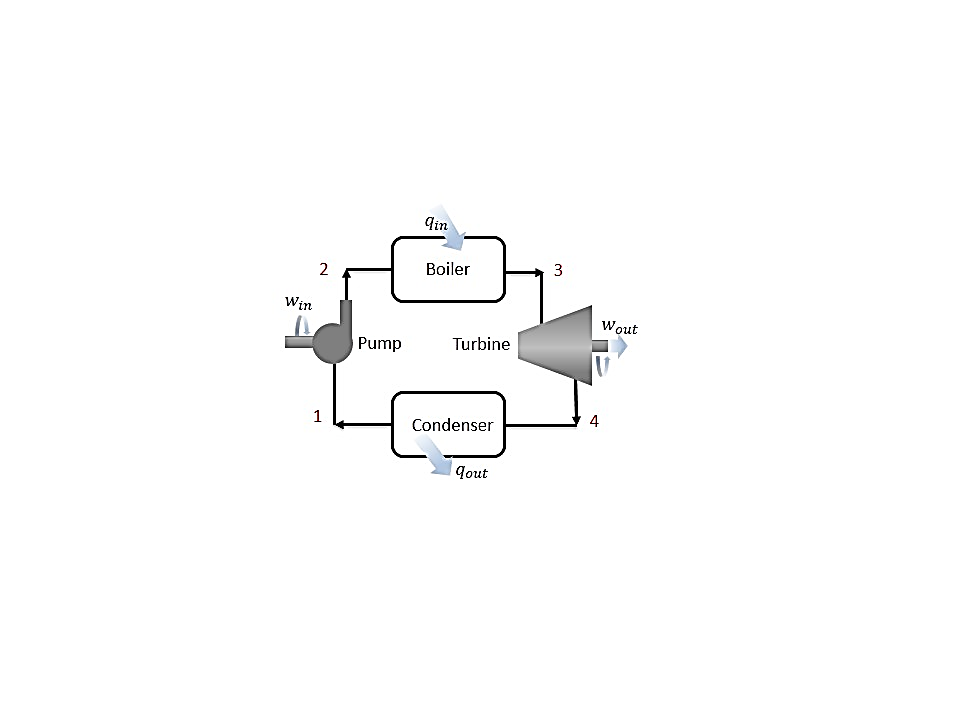 q_in
2
Boiler
3
w_in
w_out
Pump
Turbine
1
Condenser
4
q_out